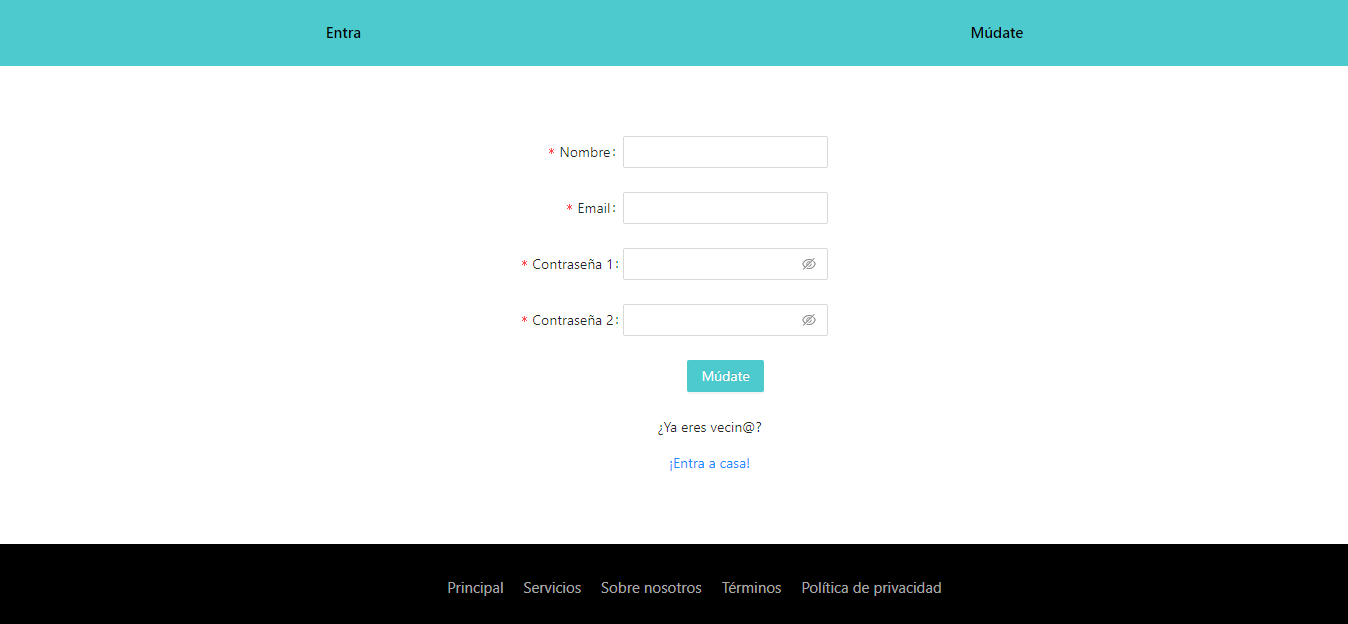 Entra Múdate
* Nombre:
* Email:
* Contraseña 1:
* Contraseña 2:
Múdate
¿Ya eres vecin@?
¡Entra a casa!
Principal Servicios Sobre nosotros Términos Política de privacidad